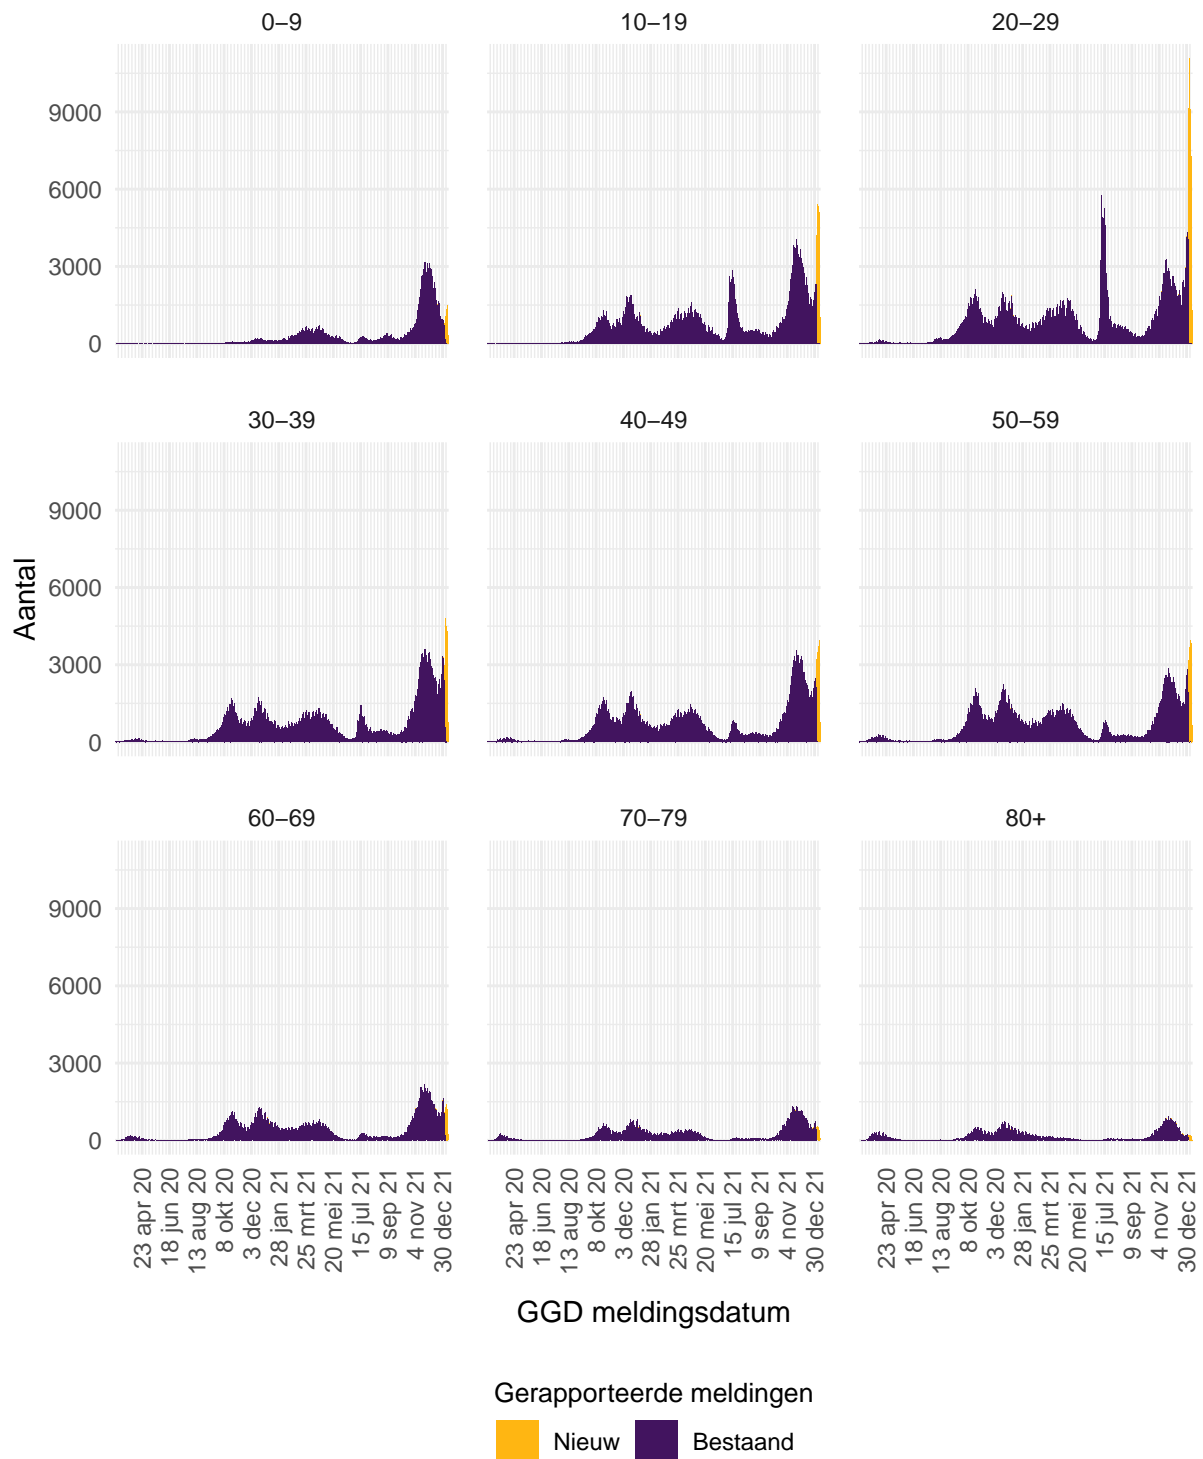 0–9 10–19 20–29
9000
6000
3000
0
30–39 40–49 50–59
9000
6000
3000
0
Aantal
60–69 70–79 80+
9000
6000
3000
0
23 apr 20 18 jun 20 13 aug 20 8 okt 20 3 dec 20 28 jan 21 25 mrt 21 20 mei 21 15 jul 21 9 sep 21 4 nov 21 30 dec 21
23 apr 20 18 jun 20 13 aug 20 8 okt 20 3 dec 20 28 jan 21 25 mrt 21 20 mei 21 15 jul 21 9 sep 21 4 nov 21 30 dec 21
23 apr 20 18 jun 20 13 aug 20 8 okt 20 3 dec 20 28 jan 21 25 mrt 21 20 mei 21 15 jul 21 9 sep 21 4 nov 21 30 dec 21
GGD meldingsdatum
Gerapporteerde meldingen
Nieuw Bestaand